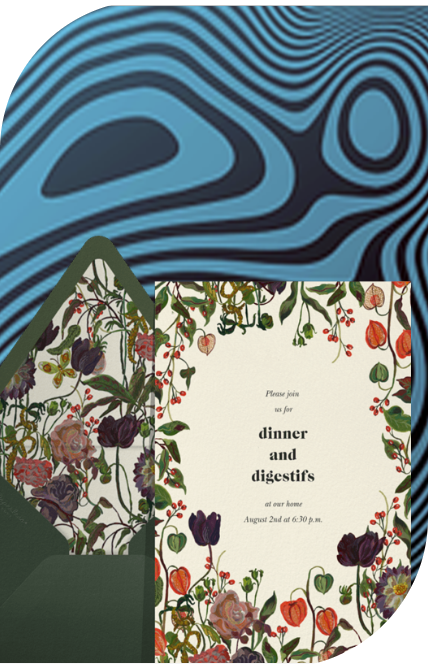 Please join
us for
dinner
and
digestifs
at our home
August 2nd at 6:30 p.m.